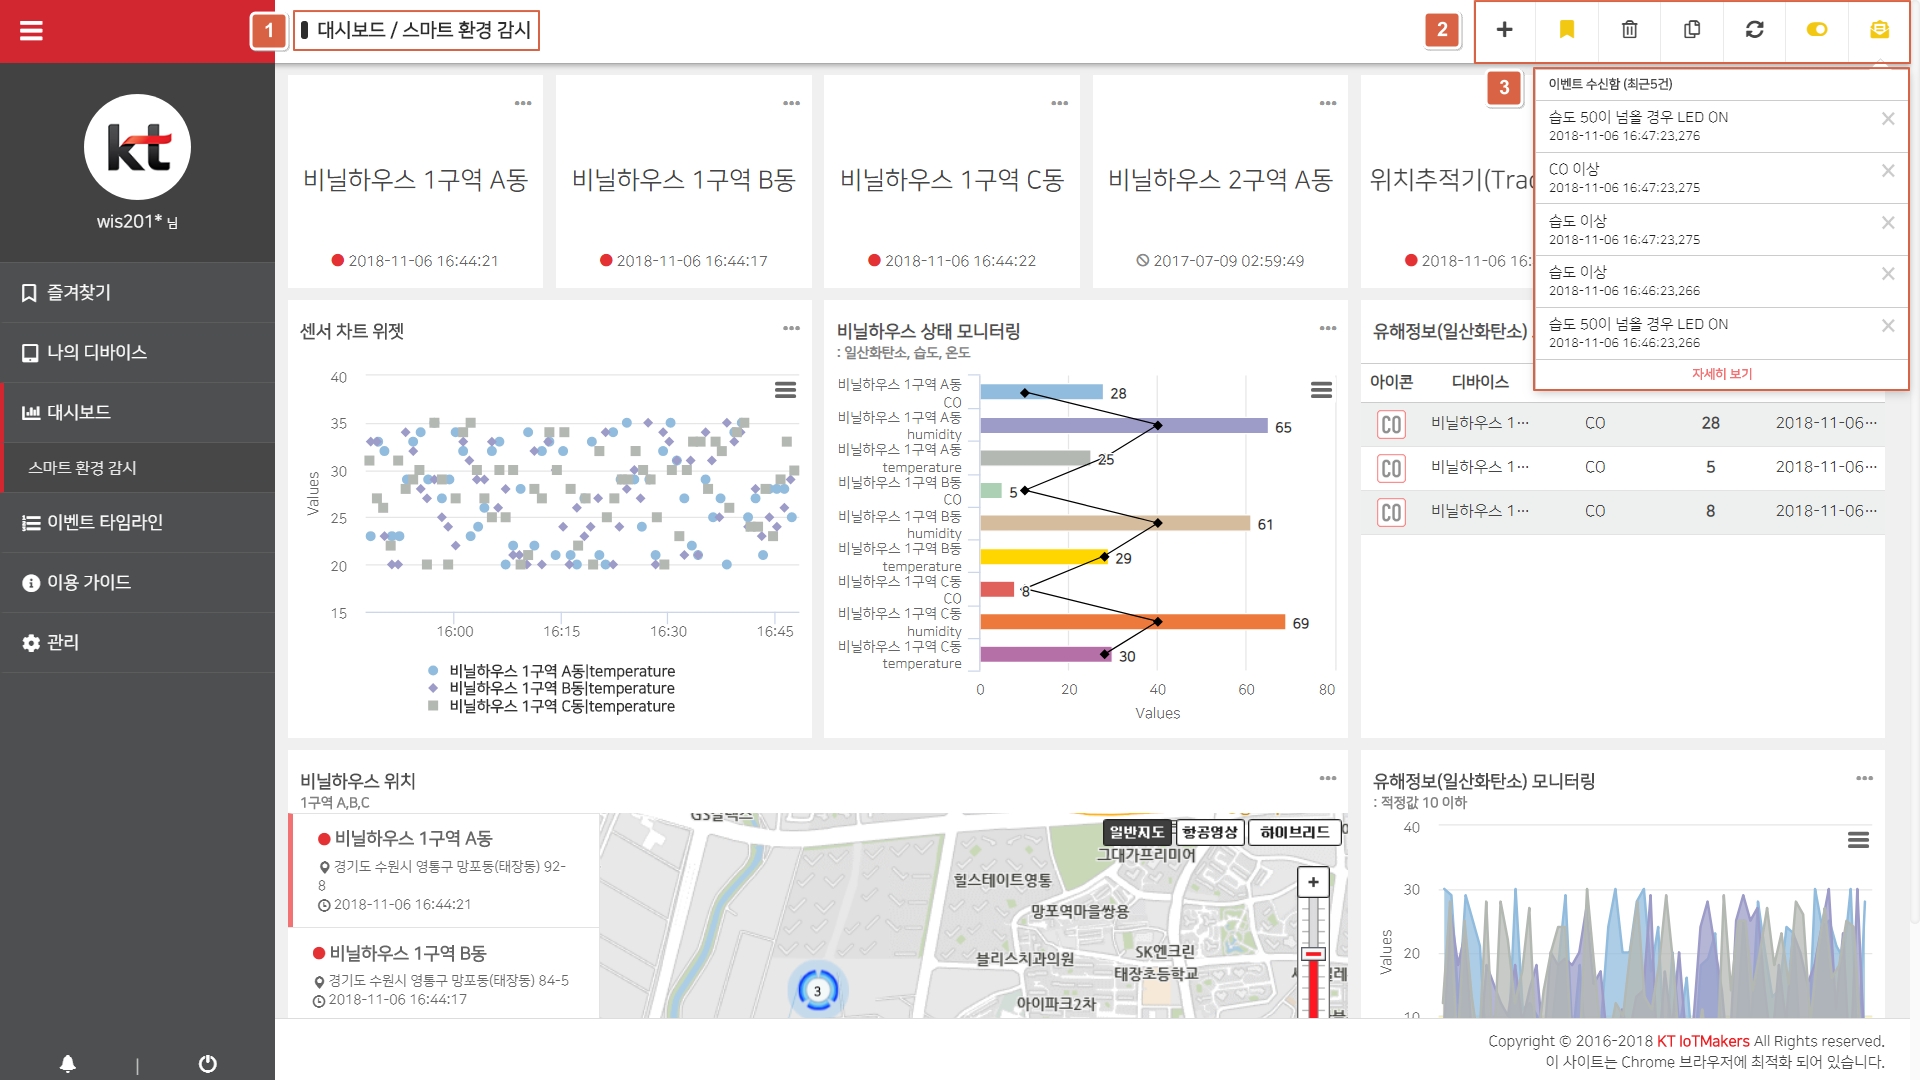 1
대시보드 / 스마트 환경 감시
2
3
kt
wis201* 님
즐겨찾기
나의 디바이스
대시보드
스마트 환경 감시
이벤트 타임라인
이용 가이드
관리
비닐하우스 1구역 A동
2018-11-06 16:44:21
비닐하우스 1구역 B동
2018-11-06 16:44:17
비닐하우스 1구역 C동
2018-11-06 16:44:22
비닐하우스 2구역 A동
2017-07-09 02:59:49
위치추적기(Trac
2018-11-06 16:
이벤트 수신함 (최근5건)
습도 50이 넘을 경우 LED ON
2018-11-06 16:47:23,276
CO 이상
2018-11-06 16:47:23,275
습도 이상
2018-11-06 16:47:23,275
습도 이상
2018-11-06 16:46:23,266
습도 50이 넘을 경우 LED ON
2018-11-06 16:46:23,266
자세히 보기
센서 차트 위젯
Values
40
35
30
25
20
15
16:00 16:15 16:30 16:45
비닐하우스 1구역 A동|temperature
비닐하우스 1구역 B동|temperature
비닐하우스 1구역 C동|temperature
비닐하우스 상태 모니터링
: 일산화탄소, 습도, 온도
비닐하우스 1구역 A동
CO
28
비닐하우스 1구역 A동
humidity
65
비닐하우스 1구역 A동
temperature
25
비닐하우스 1구역 B동
CO
5
비닐하우스 1구역 B동
humidity
61
비닐하우스 1구역 B동
temperature
29
비닐하우스 1구역 C동
CO
8
비닐하우스 1구역 C동
humidity
69
비닐하우스 1구역 C동
temperature
30
0 20 40 60 80
Values
유해정보(일산화탄소)
아이콘 디바이스
CO 비닐하우스 1··· CO 28 2018-11-06···
CO 비닐하우스 1··· CO 5 2018-11-06···
CO 비닐하우스 1··· CO 8 2018-11-06···
비닐하우스 위치
1구역 A,B,C
비닐하우스 1구역 A동
경기도 수원시 영통구 망포동(태장동) 92-
8
2018-11-06 16:44:21
비닐하우스 1구역 B동
경기도 수원시 영통구 망포동(태장동) 84-5
2018-11-06 16:44:17
일반지도 항공영상 하이브리드
그대가프리미어
힐스테이트영통
망포역마을쌍용
SK엔크린
블리스치과의원
태장초등학교
아이파크2차
3
유해정보(일산화탄소) 모니터링
: 적정값 10 이하
Values
40
30
20
10
Copyright © 2016-2018 KT IoTMakers All Rights reserved.
이 사이트는 Chrome 브라우저에 최적화 되어 있습니다.